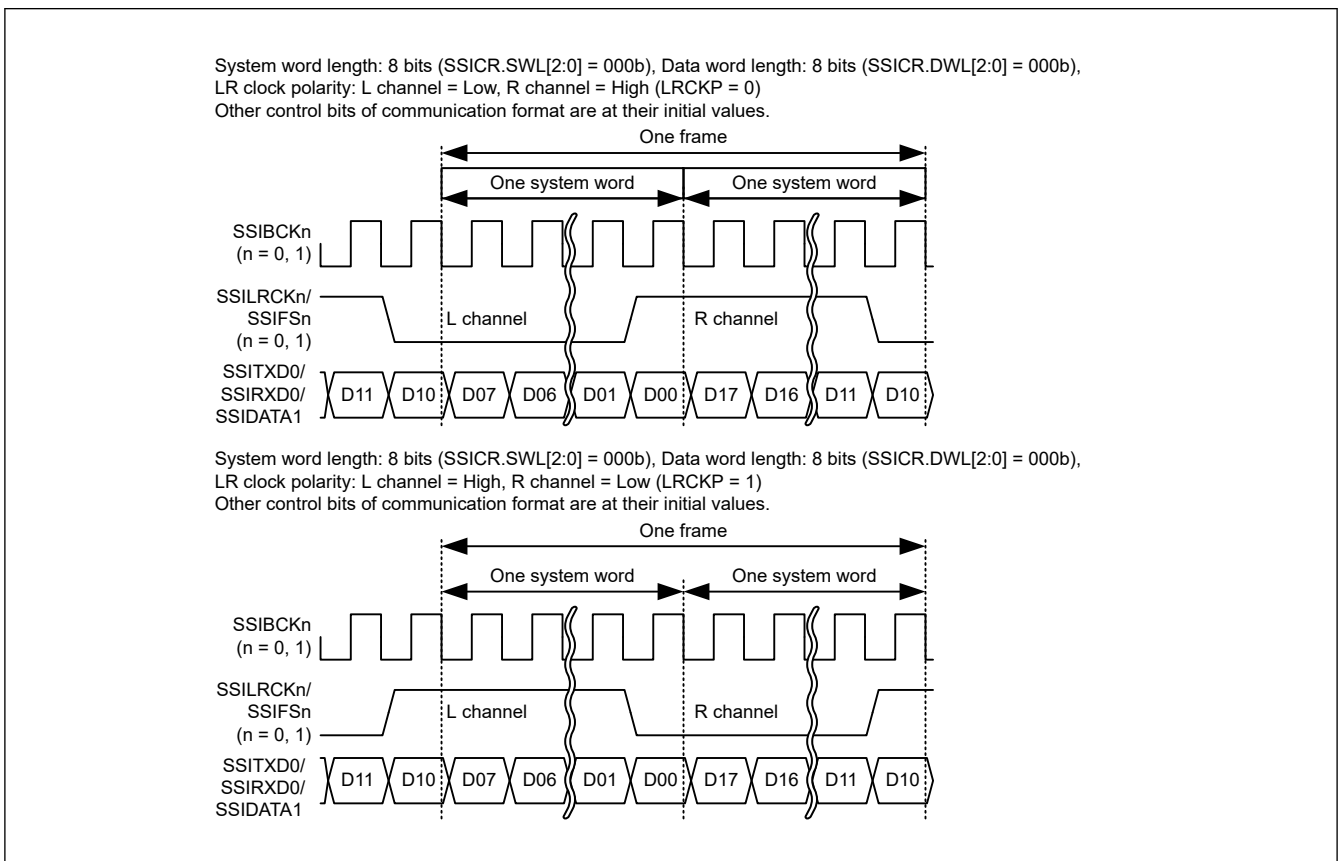 System word length: 8 bits (SSICR.SWL[2:0] = 000b), Data word length: 8 bits (SSICR.DWL[2:0] = 000b),
LR clock polarity: L channel = Low, R channel = High (LRCKP = 0)
Other control bits of communication format are at their initial values.
One frame
One system word One system word
SSIBCKn
(n = 0, 1)
SSILRCKn/
SSIFSn
(n = 0, 1)
L channel R channel
SSITXD0/
SSIRXD0/
SSIDATA1
D11 D10 D07 D06 D01 D00 D17 D16 D11 D10
System word length: 8 bits (SSICR.SWL[2:0] = 000b), Data word length: 8 bits (SSICR.DWL[2:0] = 000b),
LR clock polarity: L channel = High, R channel = Low (LRCKP = 1)
Other control bits of communication format are at their initial values.
One frame
One system word One system word
SSIBCKn
(n = 0, 1)
SSILRCKn/
SSIFSn
(n = 0, 1)
L channel R channel
SSITXD0/
SSIRXD0/
SSIDATA1
D11 D10 D07 D06 D01 D00 D17 D16 D11 D10